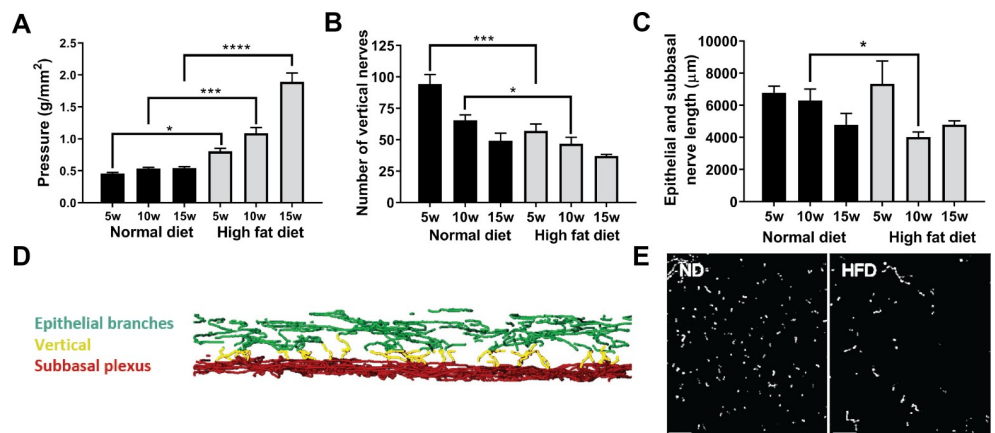 A
Pressure (g/mm²)
2.5
2.0
1.5
1.0
0.5
0.0
*
***
****
5w 10w 15w 5w 10w 15w
Normal diet High fat diet
B
Number of vertical nerves
125
100
75
50
25
0
***
*
5w 10w 15w 5w 10w 15w
Normal diet High fat diet
C
Epithelial and subbasal
nerve length (μm)
10000
8000
6000
4000
2000
0
*
5w 10w 15w 5w 10w 15w
Normal diet High fat diet
D
Epithelial branches
Vertical
Subbasal plexus
E
ND
HFD